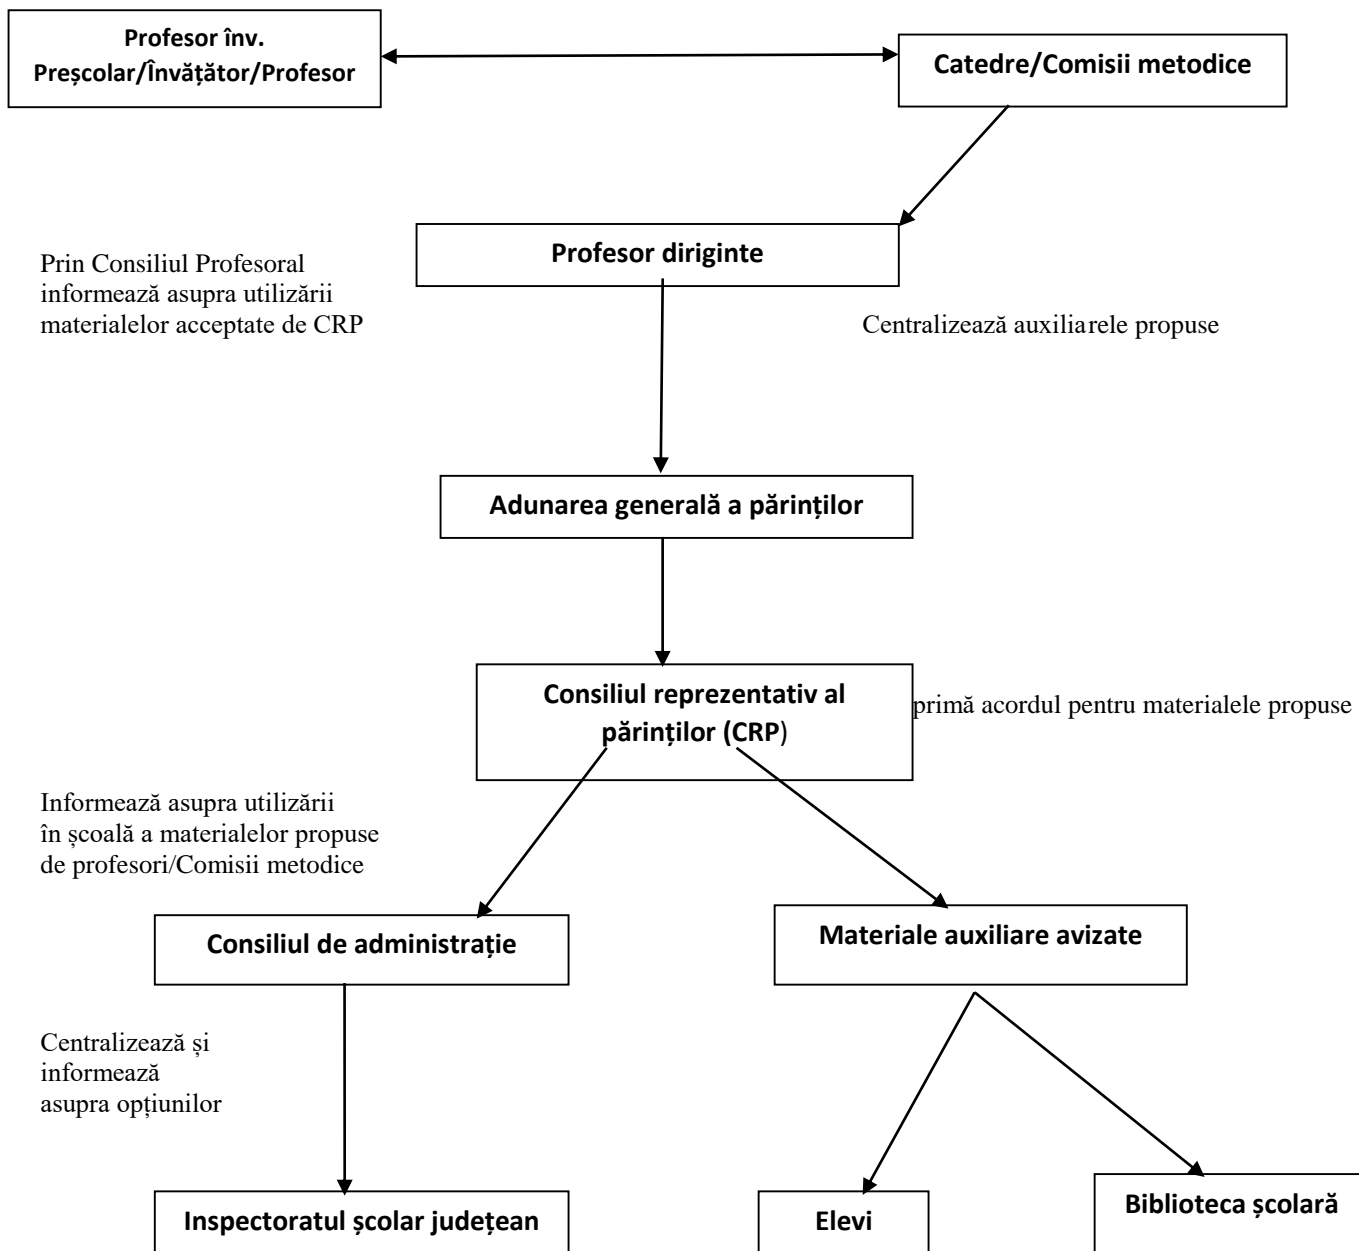 Profesor înv.
Preșcolar/Învățător/Profesor
Catedre/Comisii metodice
Profesor diriginte
Prin Consiliul Profesoral
informează asupra utilizării
materialelor acceptate de CRP
Centralizează auxiliarele propuse
Adunarea generală a părinților
Consiliul reprezentativ al
părinților (CRP)
primă acordul pentru materialele propuse
Informează asupra utilizării
în școală a materialelor propuse
de profesori/Comisii metodice
Consiliul de administrație
Materiale auxiliare avizate
Centralizează și
informează
asupra opțiunilor
Inspectoratul școlar județean
Elevi
Biblioteca școlară